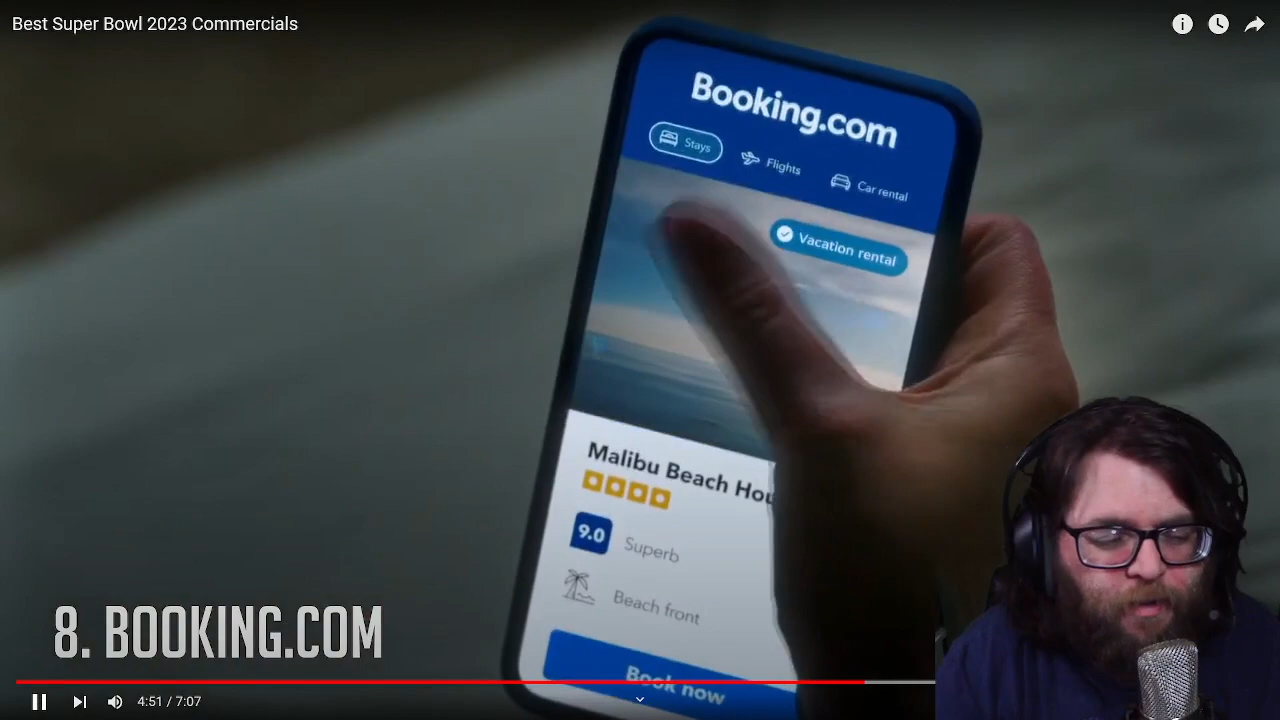 Best Super Bowl 2023 Commercials
Booking.com
Stays
Flights
Car rental
Vacation rental
Malibu Beach Hou
9.0
Superb
Beach front
Book now
8. BOOKING.COM
4:51 / 7:07